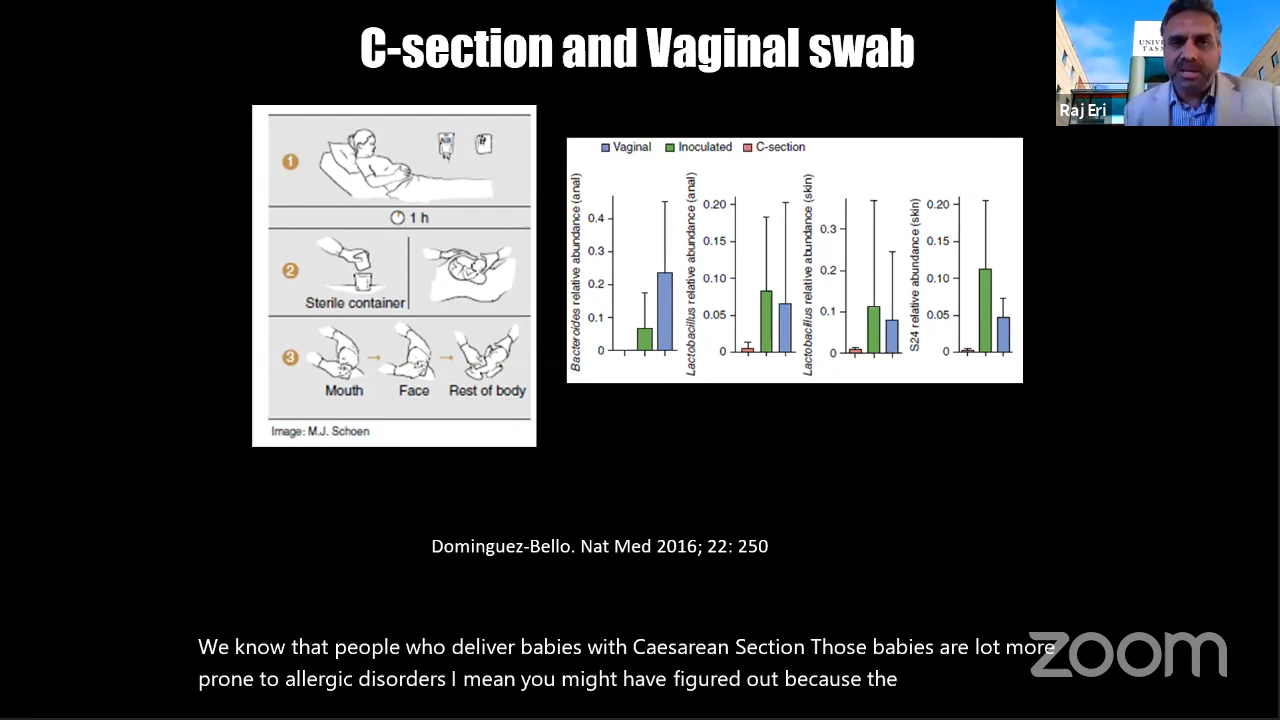 C-section and Vaginal swab
Raj Eri
1
1 h
2
Sterile container
3
Mouth
Face
Rest of body
Image: M.J. Schoen
Vaginal
Inoculated
C-section
Bacteroides relative abundance (anal)
0.4
0.3
0.2
0.1
0
Lactobacillus relative abundance (anal)
0.20
0.15
0.10
0.05
0
Lactobacillus relative abundance (skin)
0.3
0.2
0.1
0
S24 relative abundance (skin)
0.20
0.15
0.10
0.05
0
Dominguez-Bello. Nat Med 2016; 22: 250
We know that people who deliver babies with Caesarean Section Those babies are lot more
prone to allergic disorders I mean you might have figured out because the
zoom